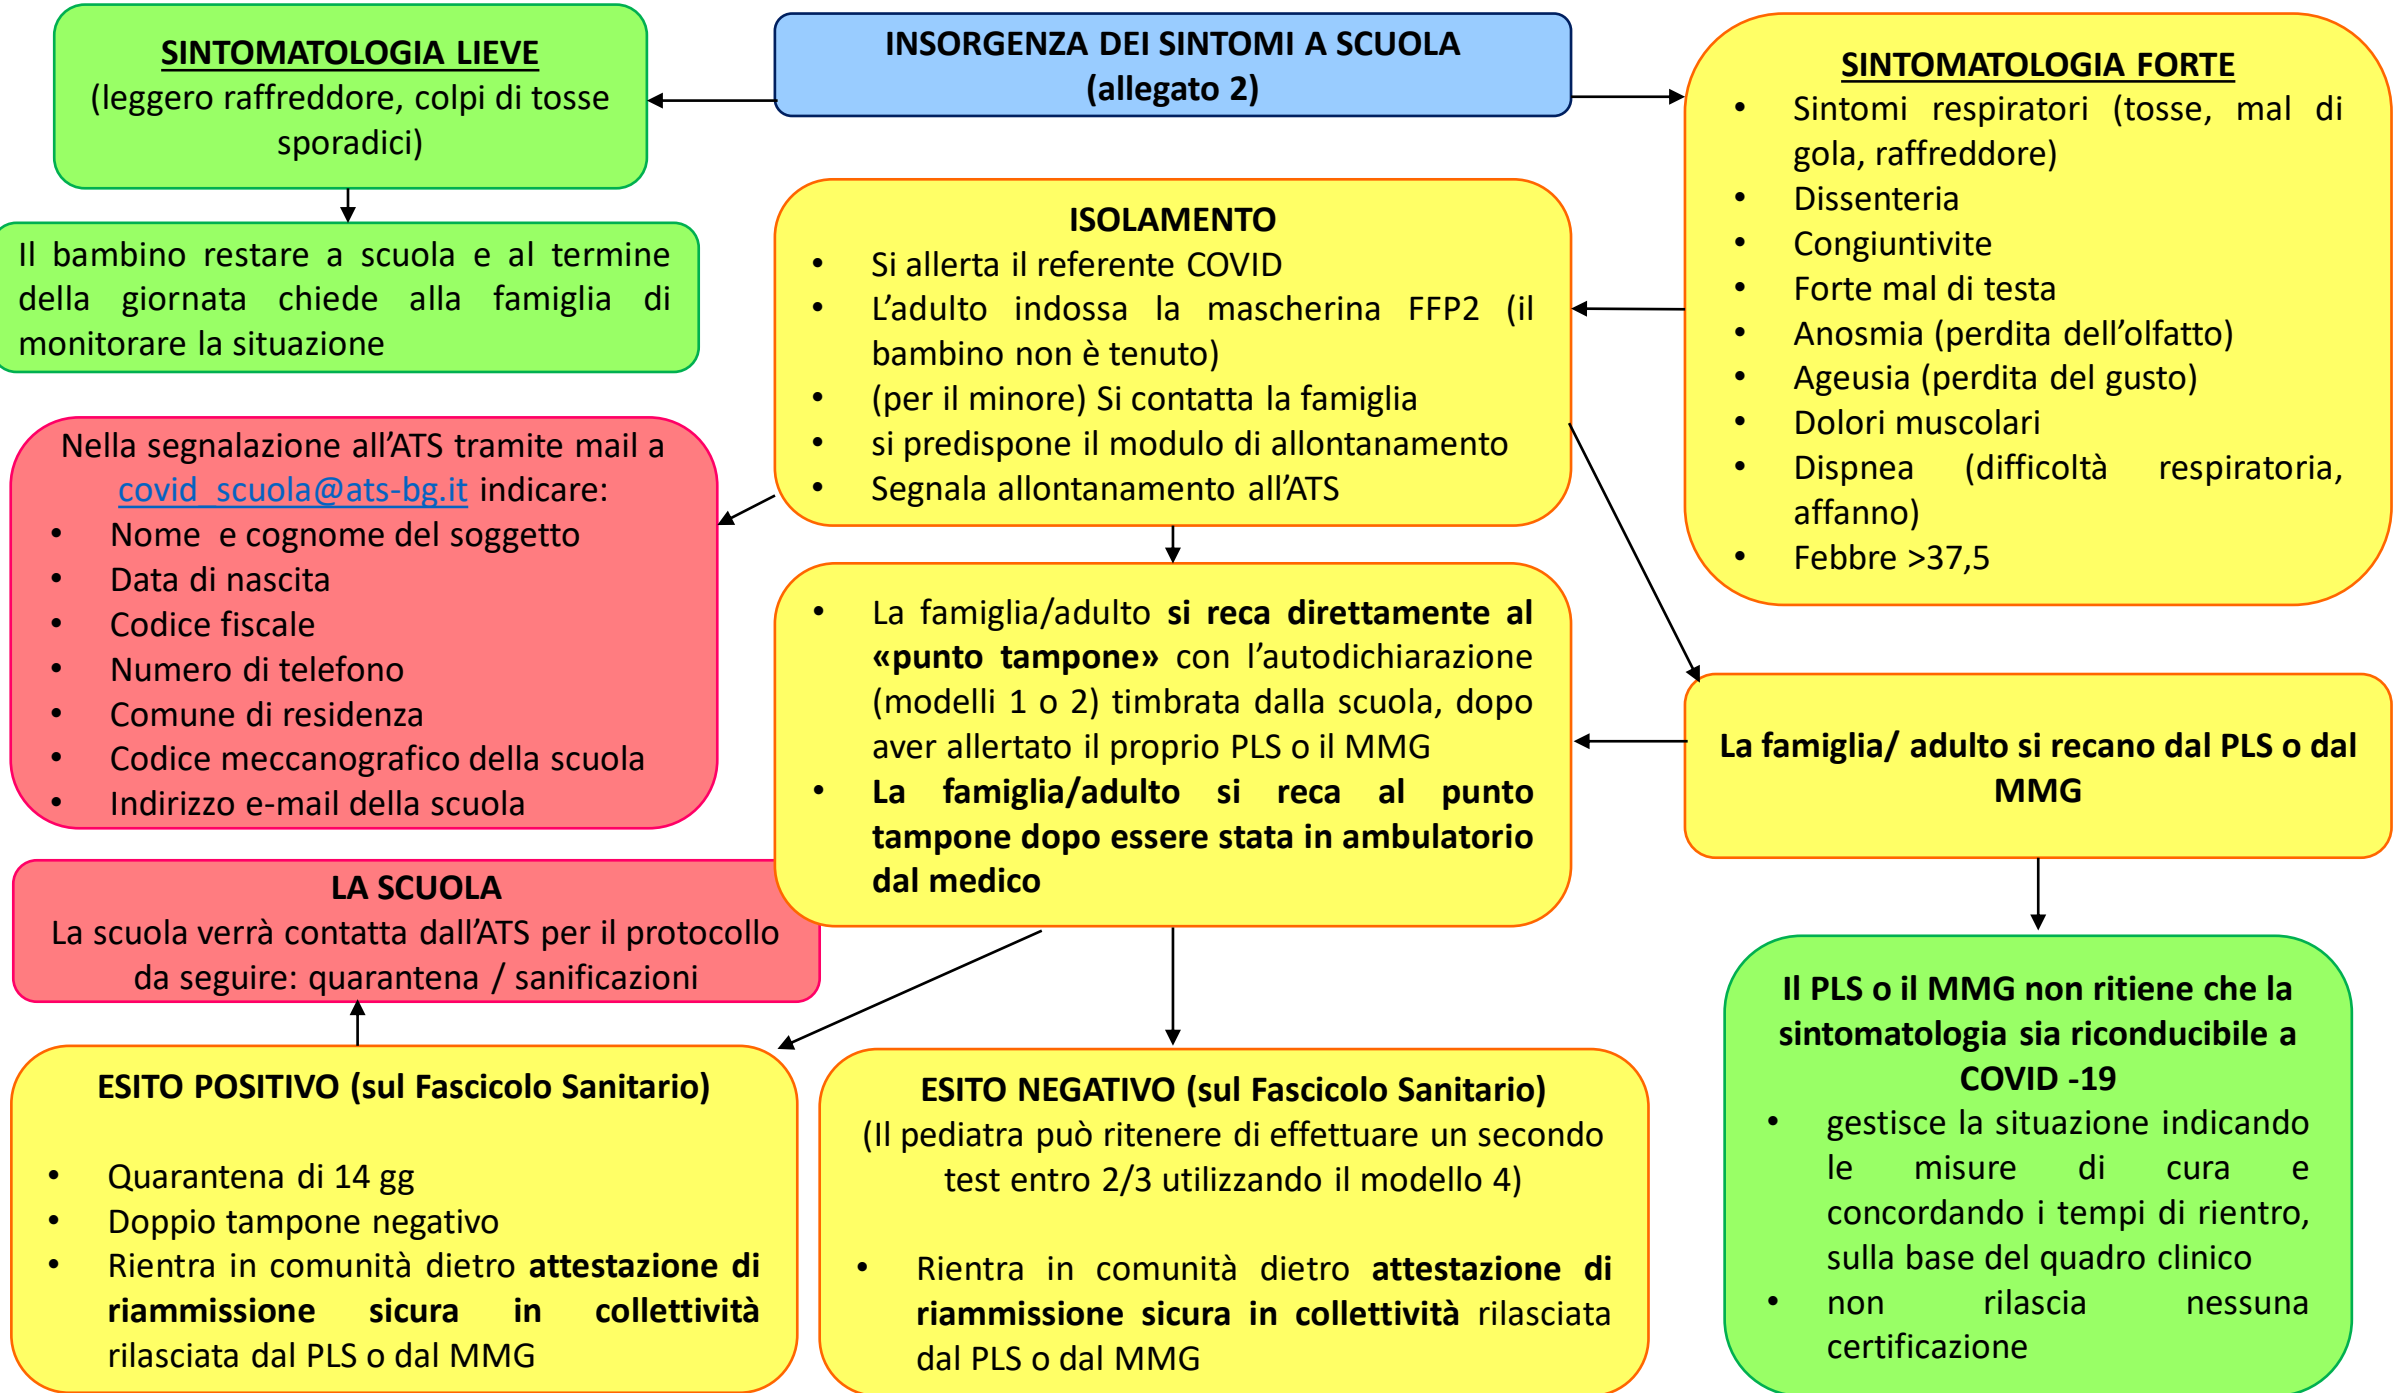 SINTOMATOLOGIA LIEVE
(leggero raffreddore, colpi di tosse
sporadici)
INSORGENZA DEI SINTOMI A SCUOLA
(allegato 2)
SINTOMATOLOGIA FORTE
• Sintomi respiratori (tosse, mal di
gola, raffreddore)
• Dissenteria
• Congiuntivite
• Forte mal di testa
• Anosmia (perdita dell’olfatto)
• Ageusia (perdita del gusto)
• Dolori muscolari
• Dispnea (difficoltà respiratoria,
affanno)
• Febbre >37,5
Il bambino restare a scuola e al termine
della giornata chiede alla famiglia di
monitorare la situazione
ISOLAMENTO
• Si allerta il referente COVID
• L’adulto indossa la mascherina FFP2 (il
bambino non è tenuto)
• (per il minore) Si contatta la famiglia
• si predispone il modulo di allontanamento
• Segnala allontanamento all’ATS
Nella segnalazione all’ATS tramite mail a
covid_scuola@ats-bg.it indicare:
• Nome e cognome del soggetto
• Data di nascita
• Codice fiscale
• Numero di telefono
• Comune di residenza
• Codice meccanografico della scuola
• Indirizzo e-mail della scuola
• La famiglia/adulto si reca direttamente al
«punto tampone» con l’autodichiarazione
(modelli 1 o 2) timbrata dalla scuola, dopo
aver allertato il proprio PLS o il MMG
• La famiglia/adulto si reca al punto
tampone dopo essere stata in ambulatorio
dal medico
La famiglia/ adulto si recano dal PLS o dal
MMG
LA SCUOLA
La scuola verrà contatta dall’ATS per il protocollo
da seguire: quarantena / sanificazioni
ESITO POSITIVO (sul Fascicolo Sanitario)
• Quarantena di 14 gg
• Doppio tampone negativo
• Rientra in comunità dietro attestazione di
riammissione sicura in collettività
rilasciata dal PLS o dal MMG
ESITO NEGATIVO (sul Fascicolo Sanitario)
(Il pediatra può ritenere di effettuare un secondo
test entro 2/3 utilizzando il modello 4)
• Rientra in comunità dietro attestazione di
riammissione sicura in collettività rilasciata
dal PLS o dal MMG
Il PLS o il MMG non ritiene che la
sintomatologia sia riconducibile a
COVID -19
• gestisce la situazione indicando
le misure di cura e
concordando i tempi di rientro,
sulla base del quadro clinico
• non rilascia nessuna
certificazione